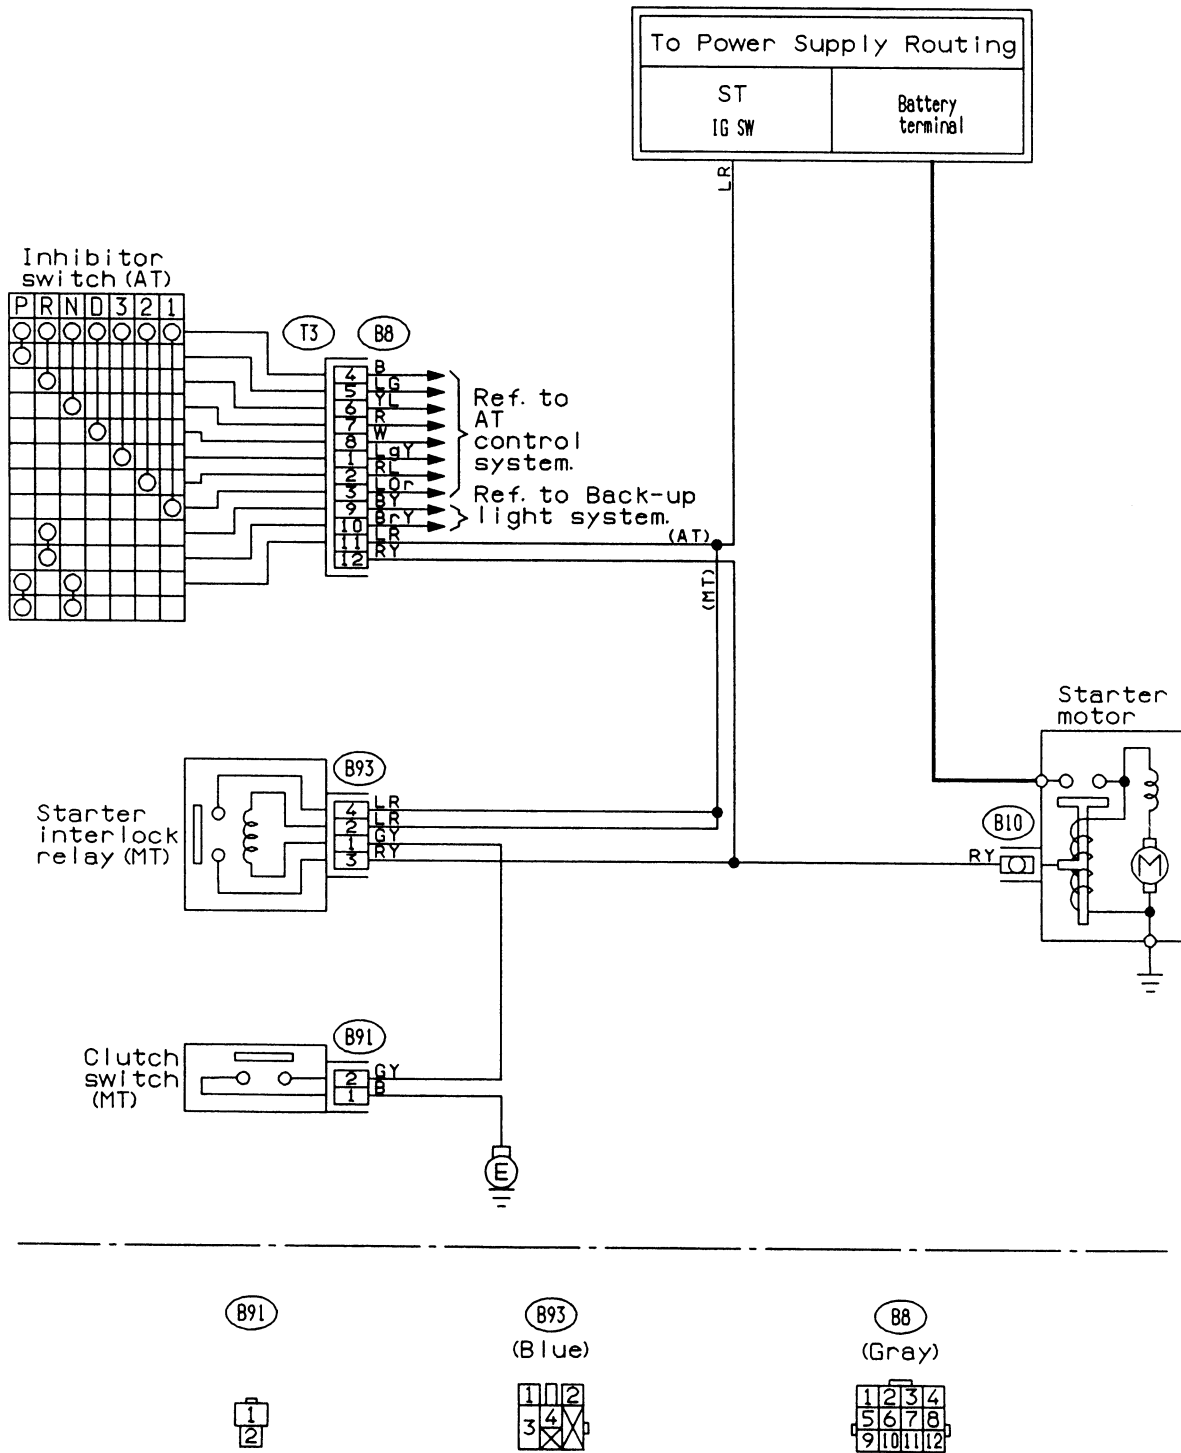 To Power Supply Routing
ST
IG SW
Battery
terminal
LR
Inhibitor
switch (AT)
P R N D 3 2 1
T3
B8
4 B
5 LG
6 YL
7 R
8 W
1 LgY
2 RL
3 LOr
9 BY
10 BrY
11 LR
12 RY
Ref. to
AT
control
system.
Ref. to Back-up
light system.
(AT)
(MT)
Starter
motor
B93
Starter
interlock
relay (MT)
4 LR
2 LR
1 GY
3 RY
B10
RY
M
B91
Clutch
switch
(MT)
2 GY
1 B
E
B91
1
2
B93
(Blue)
1 2
3 4
B8
(Gray)
1 2 3 4
5 6 7 8
9 10 11 12